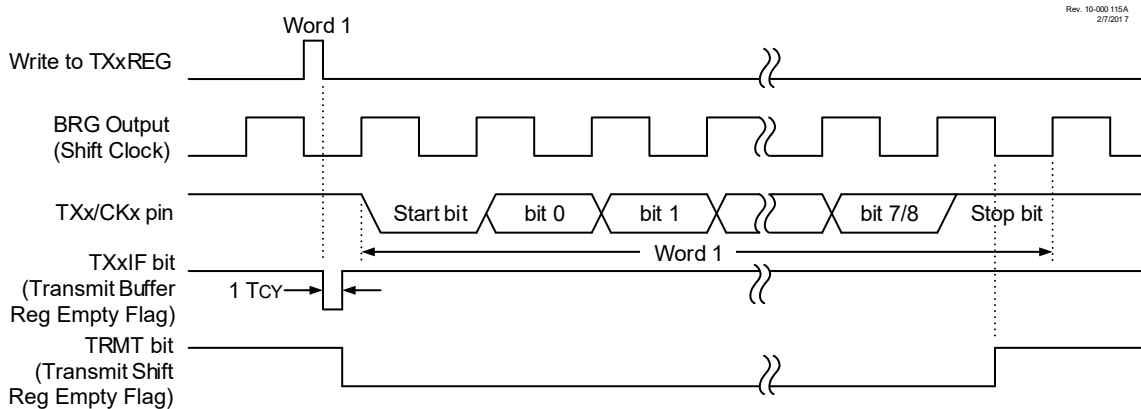 Rev. 10-000 115A
2/7/201 7
Word 1
Write to TXxREG
BRG Output
(Shift Clock)
TXx/CKx pin
Start bit
bit 0
bit 1
bit 7/8
Stop bit
Word 1
TXxIF bit
(Transmit Buffer
Reg Empty Flag)
1 TCY
TRMT bit
(Transmit Shift
Reg Empty Flag)